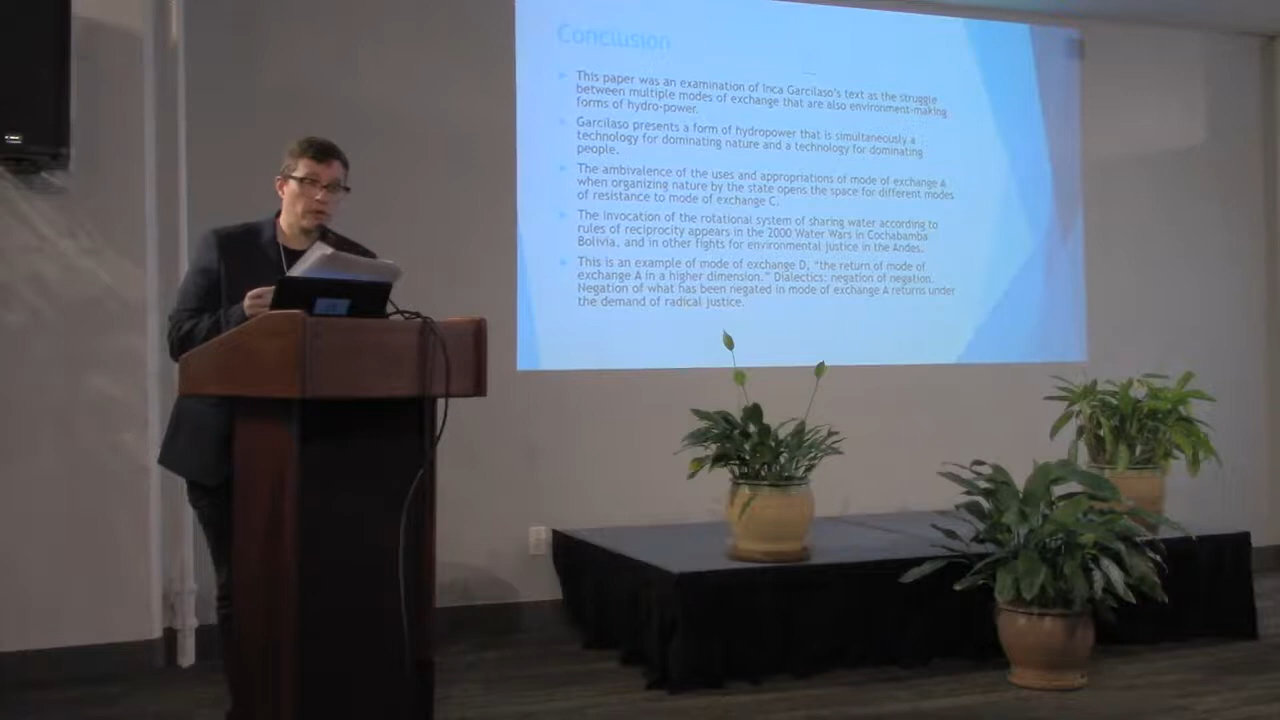 Conclusion
This paper was an examination of Inca Garcilaso's text as the struggle
between multiple modes of exchange that are also environment-making
forms of hydro-power.
Garcilaso presents a form of hydropower that is simultaneously a
technology for dominating nature and a technology for dominating
people.
The ambivalence of the uses and appropriations of mode of exchange A
when organizing nature by the state opens the space for different modes
of resistance to mode of exchange C.
The invocation of the rotational system of sharing water according to
rules of reciprocity appears in the 2000 Water Wars in Cochabamba
Bolivia, and in other fights for environmental justice in the Andes.
This is an example of mode of exchange D, "the return of mode of
exchange A in a higher dimension." Dialectics: negation of negation.
Negation of what has been negated in mode of exchange A returns under
the demand of radical justice.